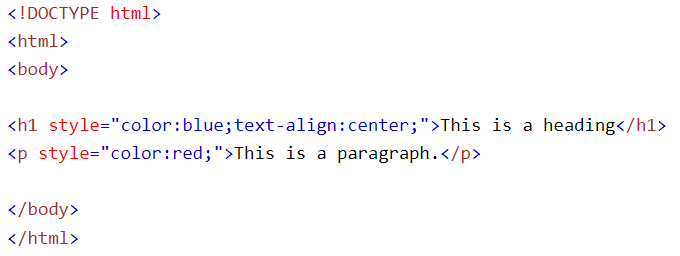 <!DOCTYPE html>
<html>
<body>
<h1 style="color:blue;text-align:center;">This is a heading</h1>
<p style="color:red;">This is a paragraph.</p>
</body>
</html>